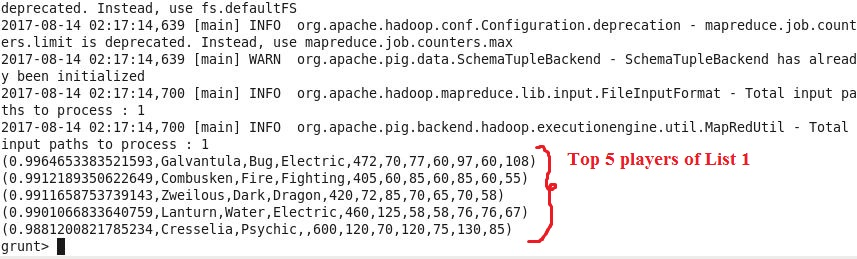 deprecated. Instead, use fs.defaultFS
2017-08-14 02:17:14,639 [main] INFO  org.apache.hadoop.conf.Configuration.deprecation - mapreduce.job.count
ers.limit is deprecated. Instead, use mapreduce.job.counters.max
2017-08-14 02:17:14,639 [main] WARN  org.apache.pig.data.SchemaTupleBackend - SchemaTupleBackend has alread
y been initialized
2017-08-14 02:17:14,700 [main] INFO  org.apache.hadoop.mapreduce.lib.input.FileInputFormat - Total input pa
ths to process : 1
2017-08-14 02:17:14,700 [main] INFO  org.apache.pig.backend.hadoop.executionengine.util.MapRedUtil - Total
input paths to process : 1
(0.9964653383521593,Galvantula,Bug,Electric,472,70,77,60,97,60,108)
Top 5 players of List 1
(0.9912189350622649,Combusken,Fire,Fighting,405,60,85,60,85,60,55)
(0.9911658753739143,Zweilous,Dark,Dragon,420,72,85,70,65,70,58)
(0.9901066833640759,Lanturn,Water,Electric,460,125,58,58,76,76,67)
(0.9881200821785234,Cresselia,Psychic,,600,120,70,120,75,130,85)
grunt>